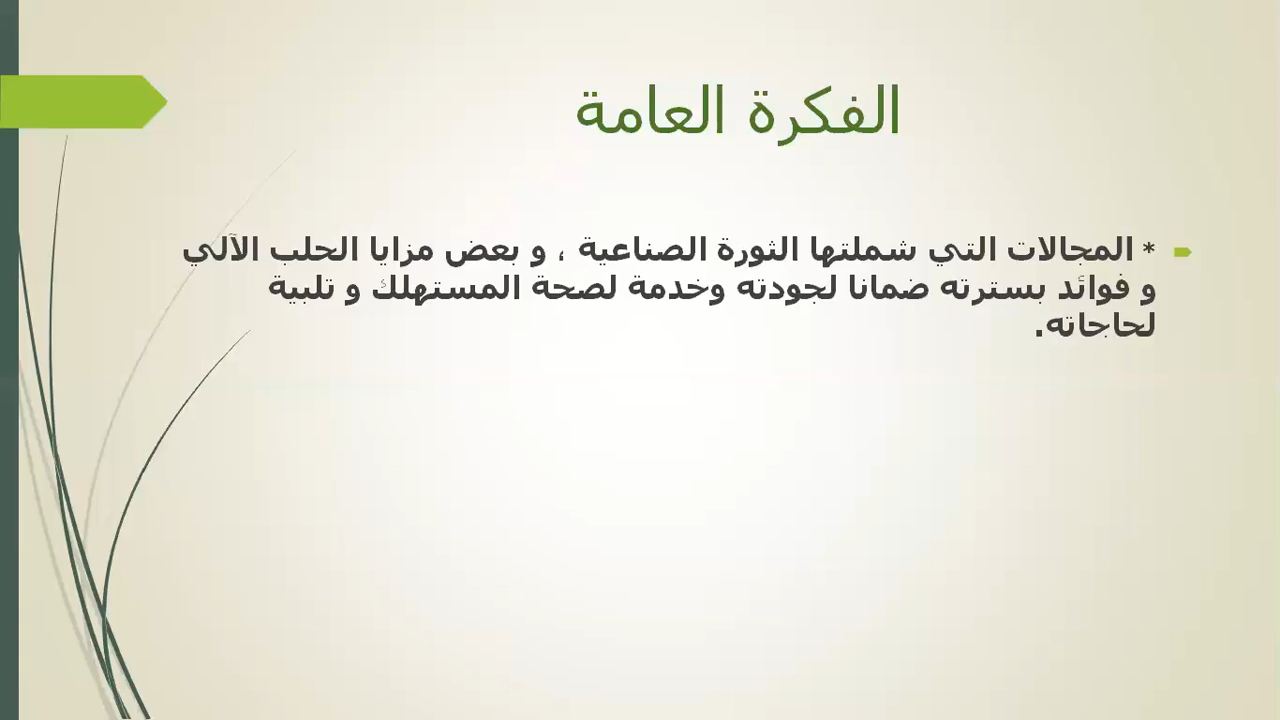 الفكرة العامة
* المجالات التي شملتها الثورة الصناعية ، و بعض مزايا الحلب الآلي
و فوائد بسترته ضمانا لجودته وخدمة لصحة المستهلك و تلبية
لحاجاته.